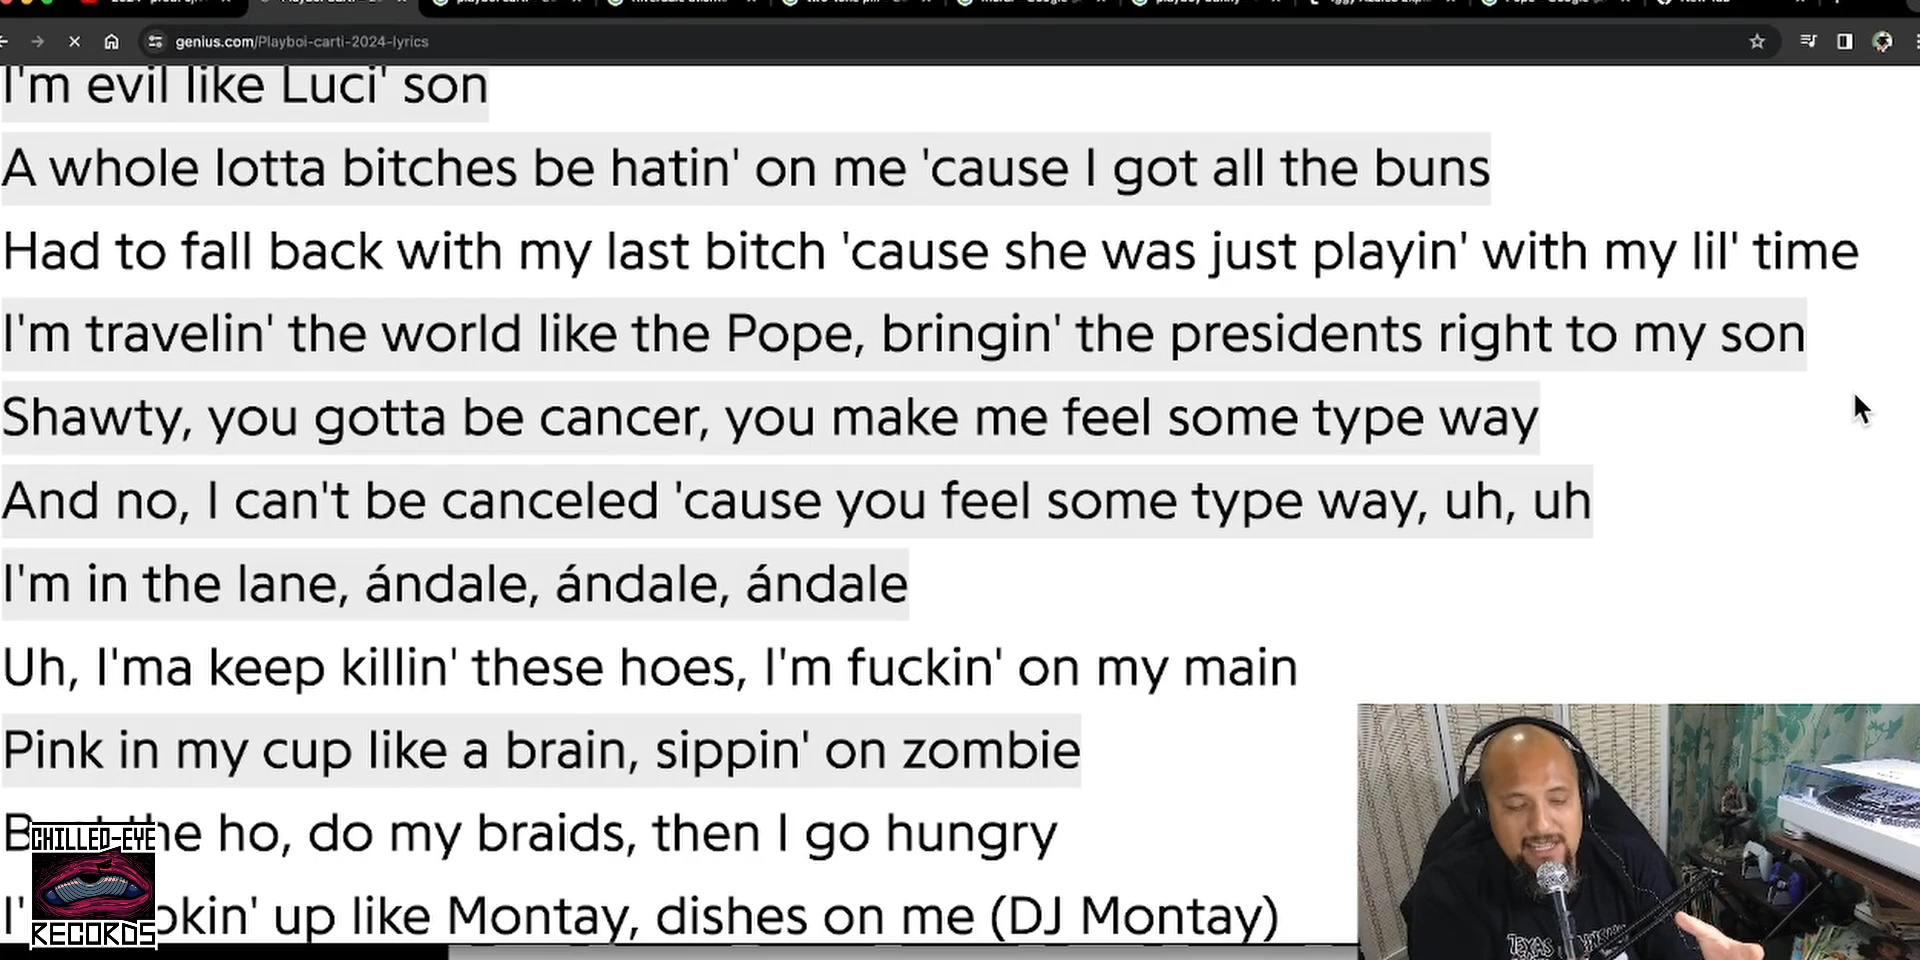 genius.com/Playboi-carti-2024-lyrics
I'm evil like Luci' son
A whole lotta bitches be hatin' on me 'cause I got all the buns
Had to fall back with my last bitch 'cause she was just playin' with my lil' time
I'm travelin' the world like the Pope, bringin' the presidents right to my son
Shawty, you gotta be cancer, you make me feel some type way
And no, I can't be canceled 'cause you feel some type way, uh, uh
I'm in the lane, ándale, ándale, ándale
Uh, I'ma keep killin' these hoes, I'm fuckin' on my main
Pink in my cup like a brain, sippin' on zombie
ho, do my braids, then I go hungry
up like Montay, dishes on me (DJ Montay)
CHILLED-EYE
RECORDS
TEXAS